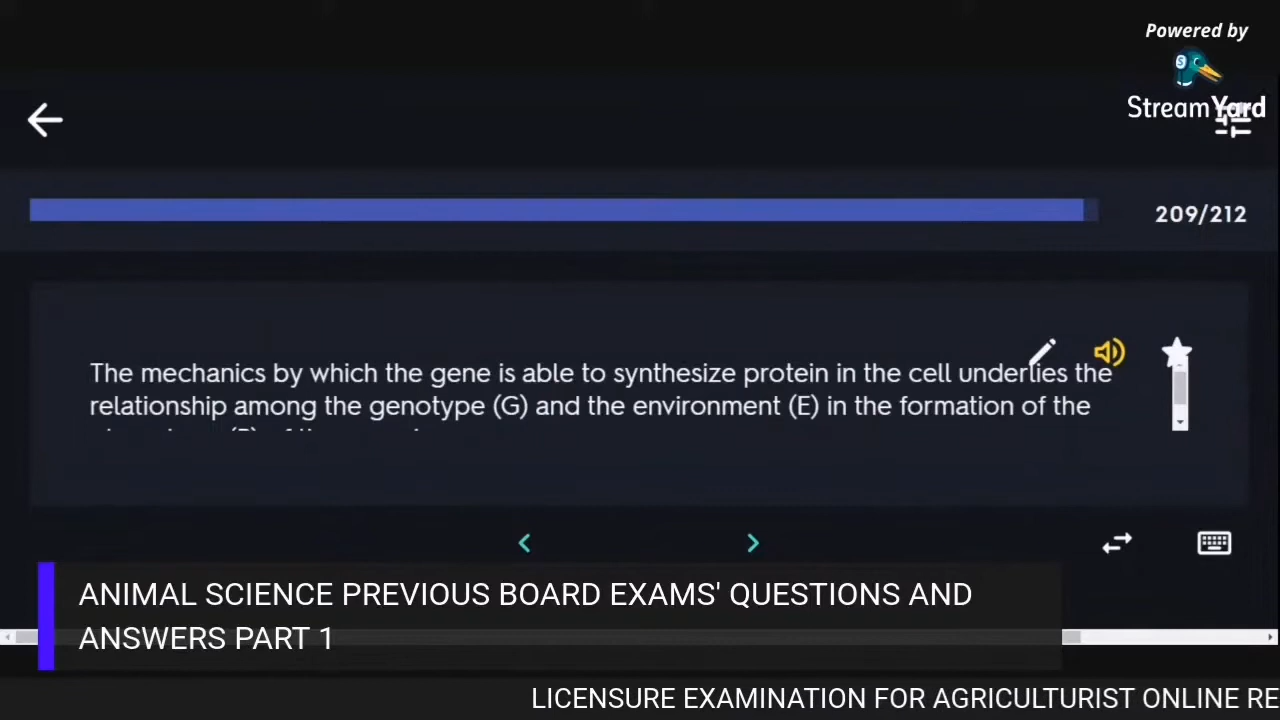 Powered by
StreamYard
209/212
The mechanics by which the gene is able to synthesize protein in the cell underlies the
relationship among the genotype (G) and the environment (E) in the formation of the
ANIMAL SCIENCE PREVIOUS BOARD EXAMS' QUESTIONS AND
ANSWERS PART 1
LICENSURE EXAMINATION FOR AGRICULTURIST ONLINE RE